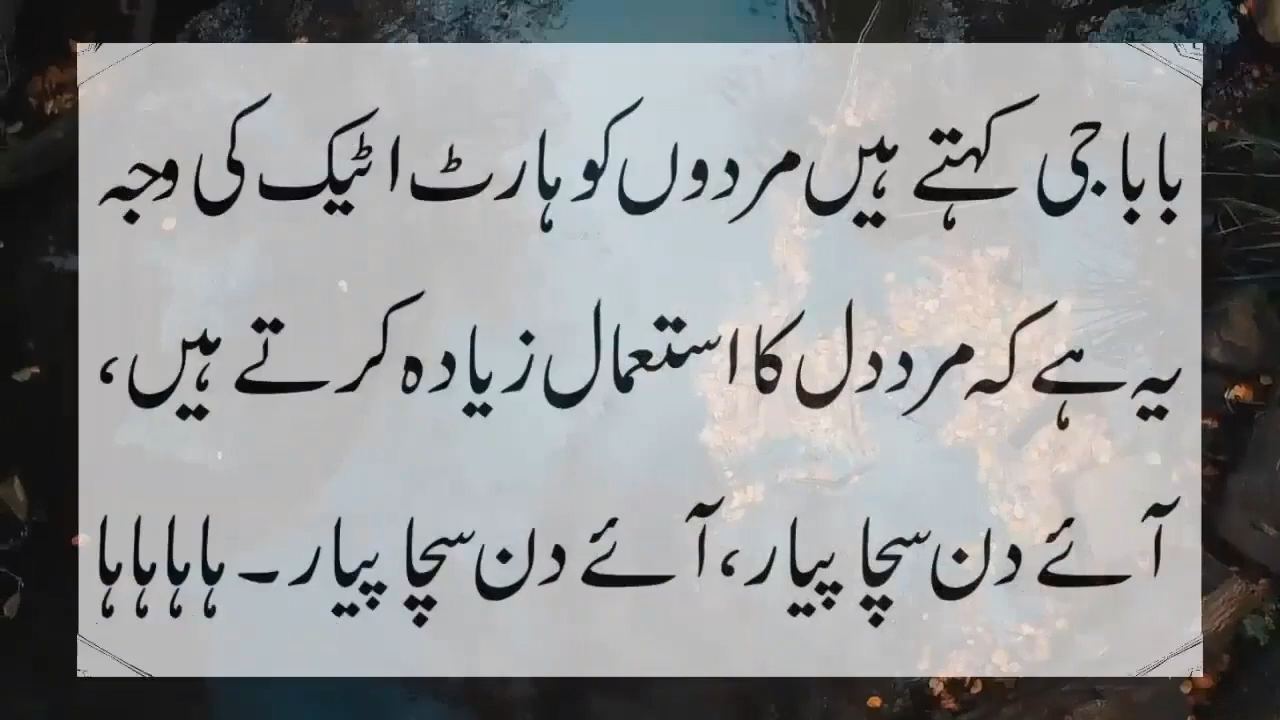 بابا جی کہتے ہیں مردوں کو ہارٹ اٹیک کی وجہ
یہ ہے کہ مرد دل کا استعمال زیادہ کرتے ہیں،
آئے دن سچا پیار، آئے دن سچا پیار۔ ہاہاہاہا